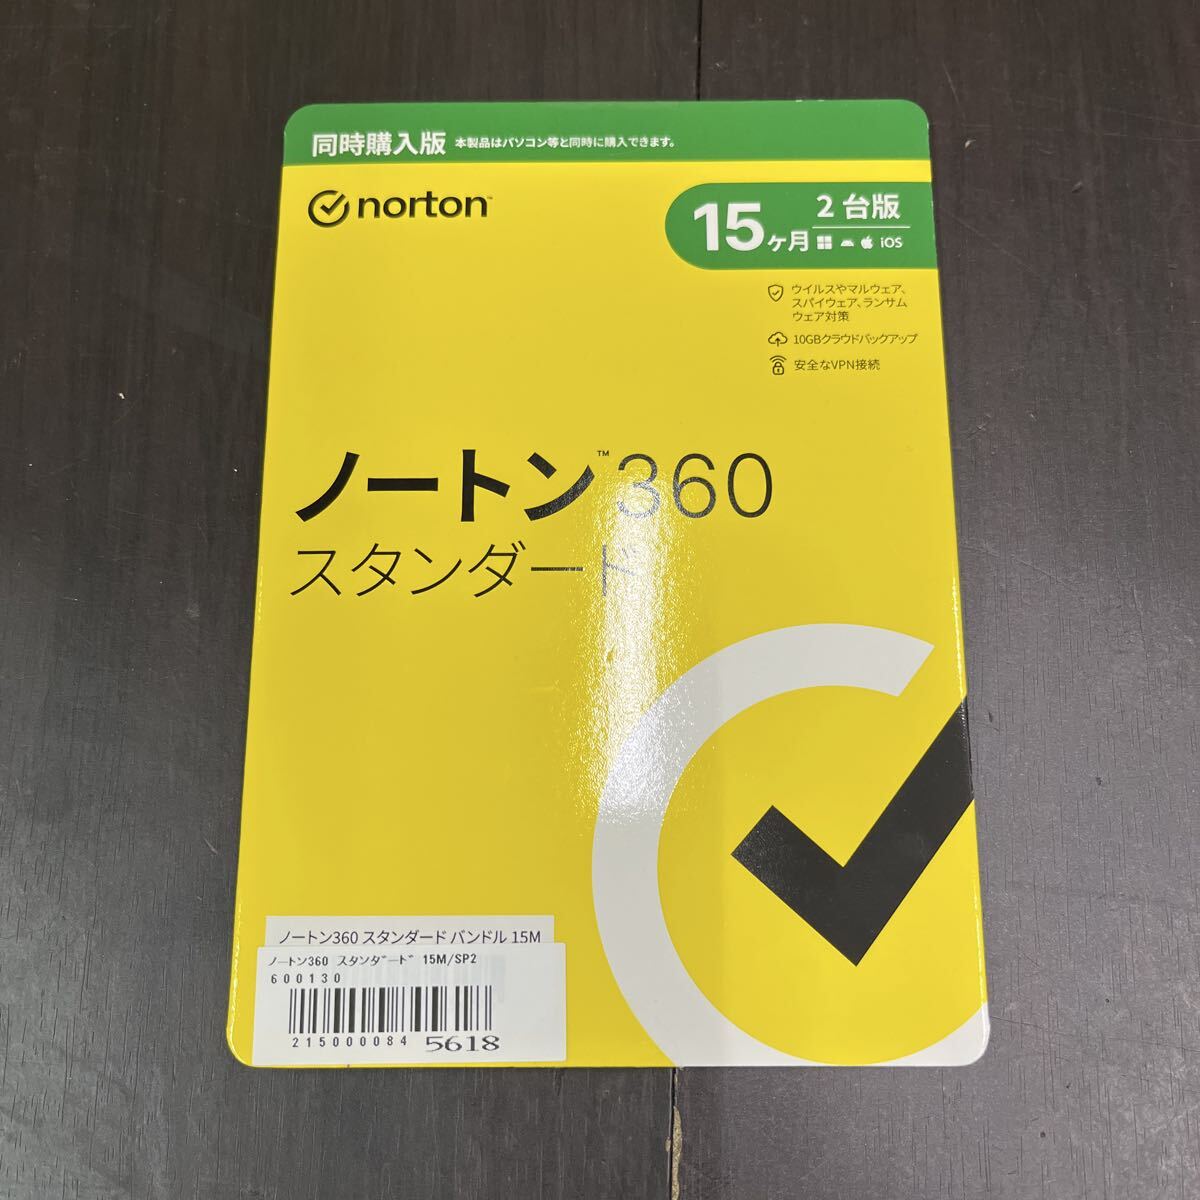 同時購入版 本製品はパソコン等と同時に購入できます。
norton
15ヶ月
2台版
iOS
ウイルスやマルウェア、
スパイウェア、ランサム
ウェア対策
10GBクラウドバックアップ
安全なVPN接続
ノートン™360
スタンダード
ノートン360 スタンダード バンドル 15M
ノートン360 スタンダード 15M/SP2
600130
215000084 5618